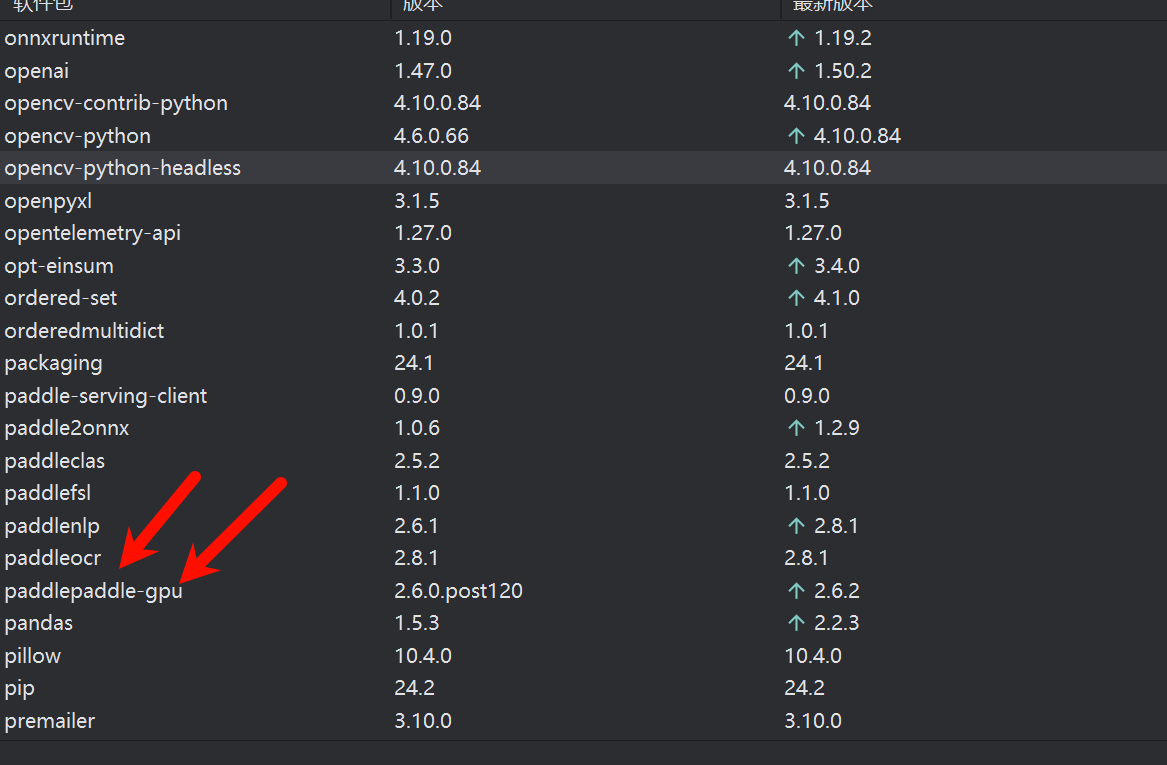 软件包 版本 最新版本
onnxruntime 1.19.0 ↑ 1.19.2
openai 1.47.0 ↑ 1.50.2
opencv-contrib-python 4.10.0.84 4.10.0.84
opencv-python 4.6.0.66 ↑ 4.10.0.84
opencv-python-headless 4.10.0.84 4.10.0.84
openpyxl 3.1.5 3.1.5
opentelemetry-api 1.27.0 1.27.0
opt-einsum 3.3.0 ↑ 3.4.0
ordered-set 4.0.2 ↑ 4.1.0
orderedmultidict 1.0.1 1.0.1
packaging 24.1 24.1
paddle-serving-client 0.9.0 0.9.0
paddle2onnx 1.0.6 ↑ 1.2.9
paddleclas 2.5.2 2.5.2
paddlefsl 1.1.0 1.1.0
paddlenlp 2.6.1 ↑ 2.8.1
paddleocr 2.8.1 2.8.1
paddlepaddle-gpu 2.6.0.post120 ↑ 2.6.2
pandas 1.5.3 ↑ 2.2.3
pillow 10.4.0 10.4.0
pip 24.2 24.2
premailer 3.10.0 3.10.0